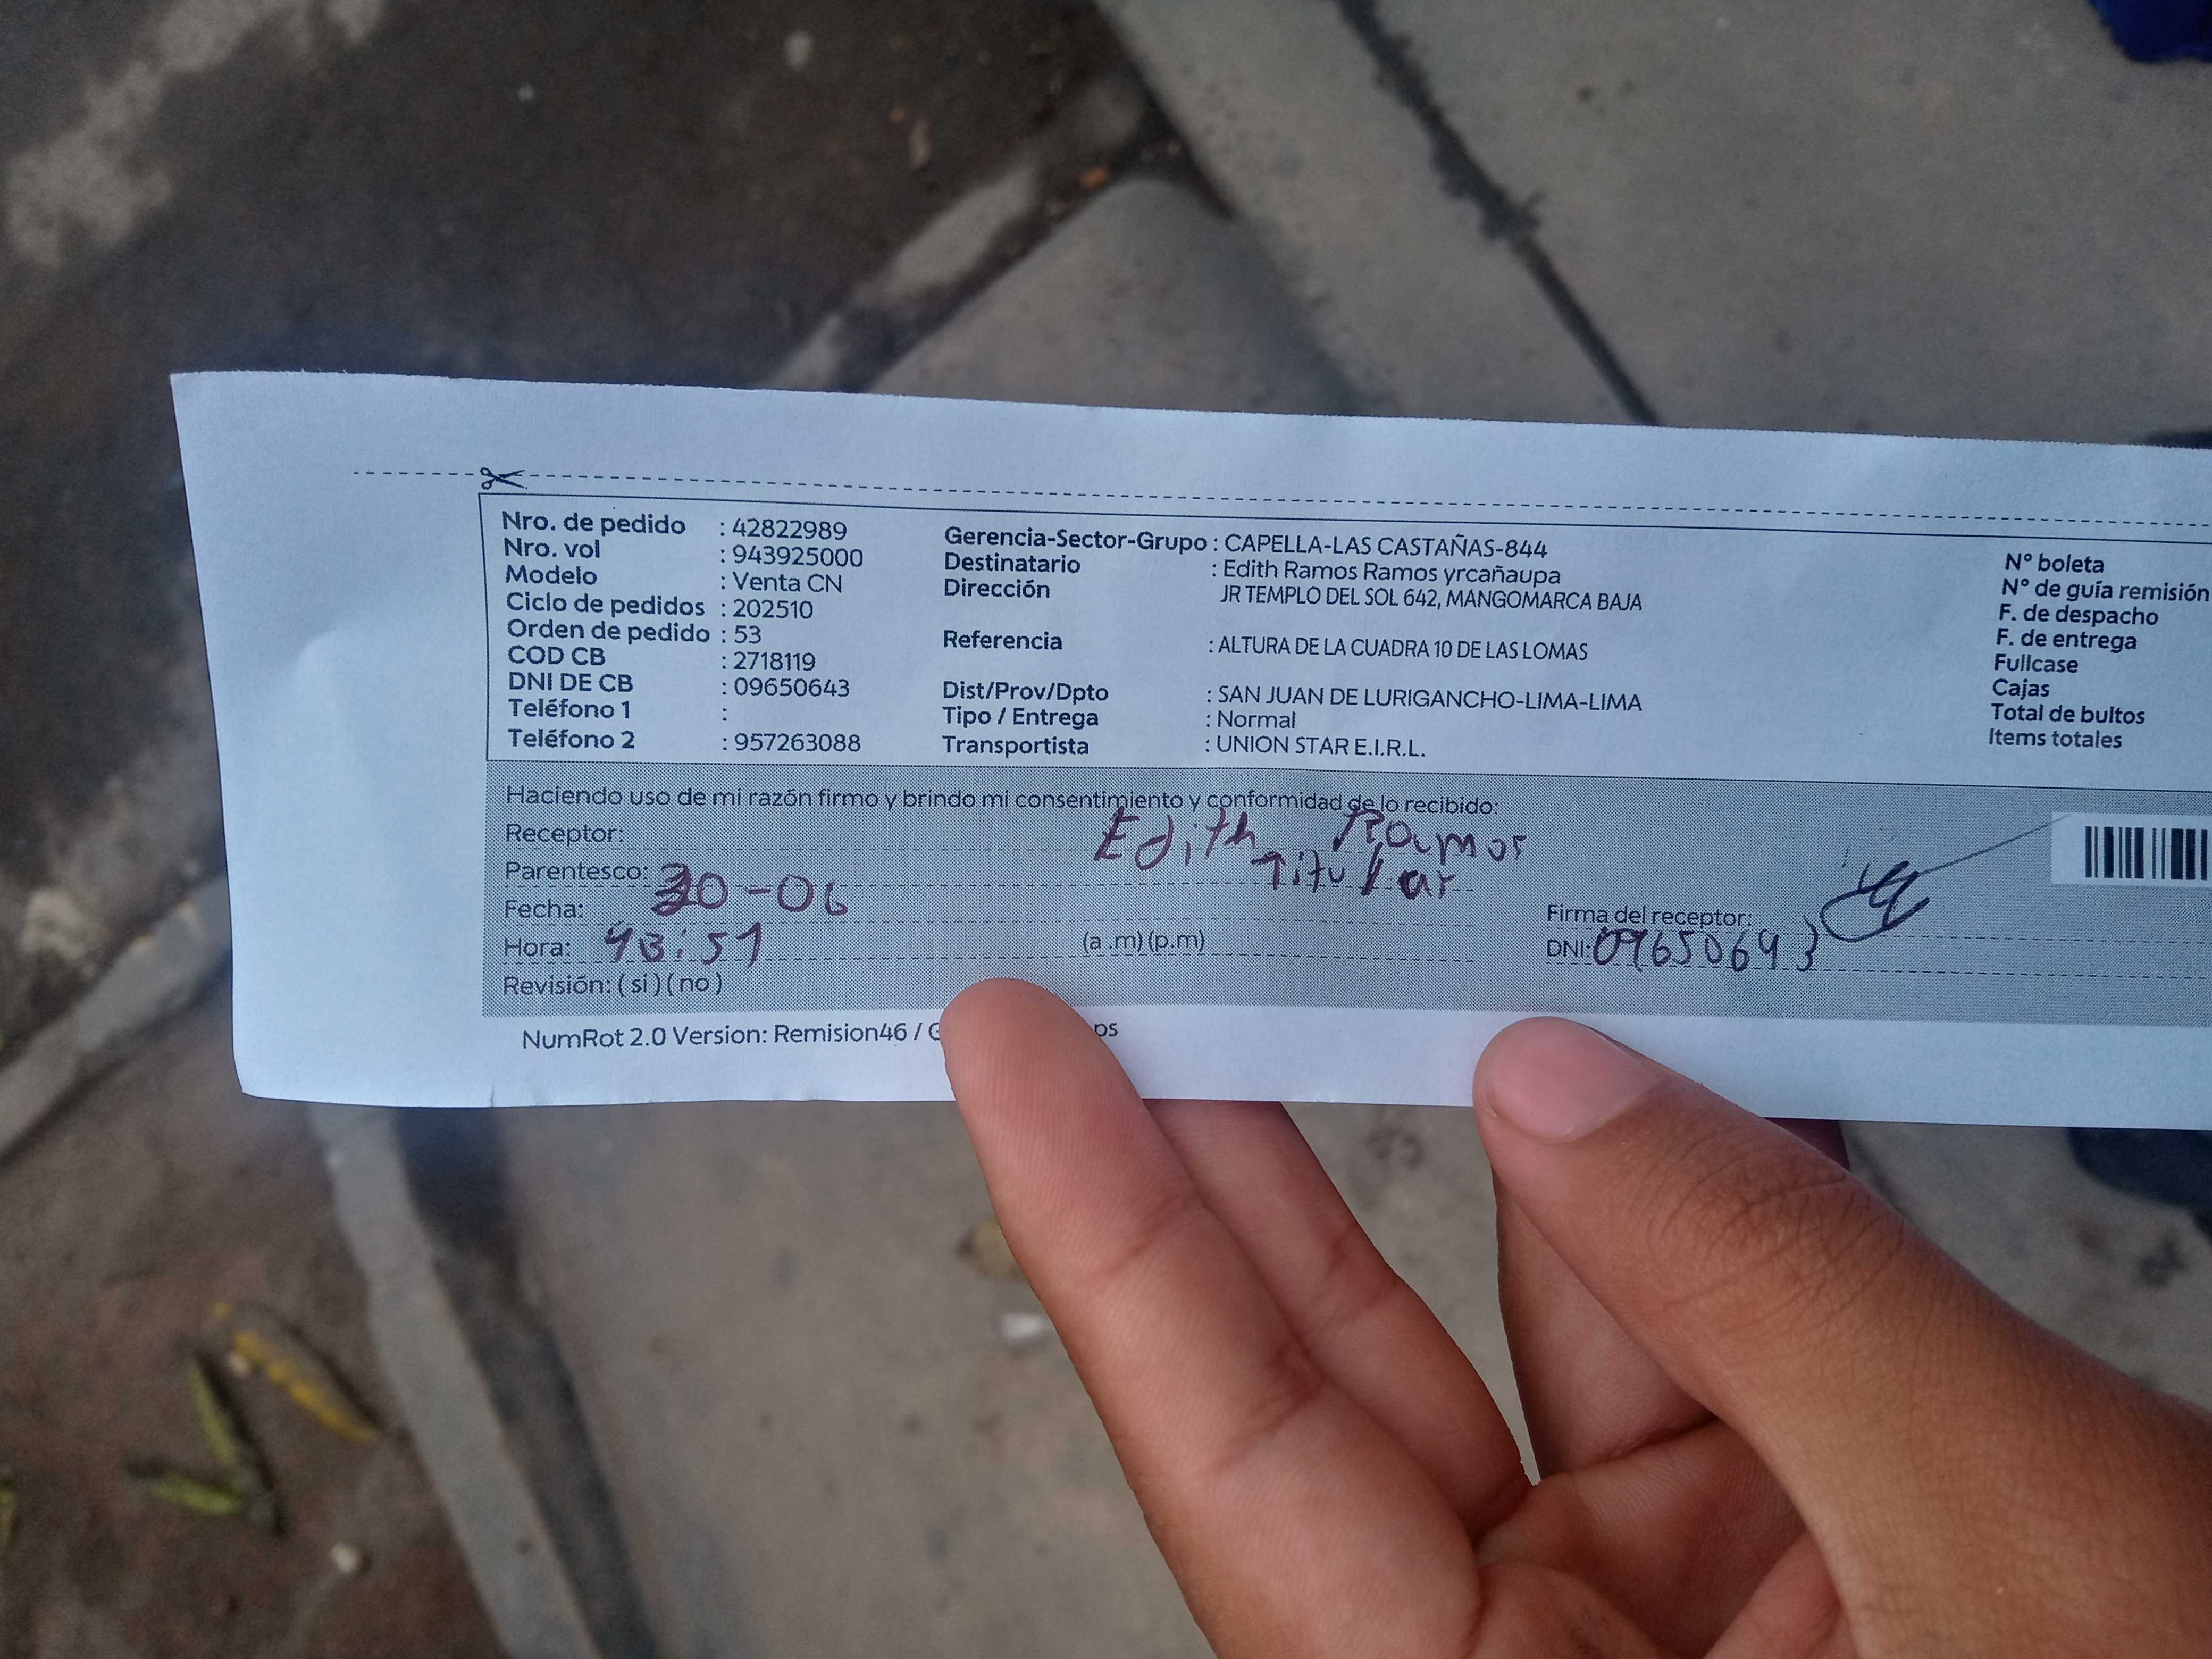 Nro. de pedido : 42822989
Nro. vol : 943925000
Modelo : Venta CN
Ciclo de pedidos : 202510
Orden de pedido : 53
COD CB : 2718119
DNI DE CB : 09650643
Teléfono 1 :
Teléfono 2 : 957263088
Gerencia-Sector-Grupo : CAPELLA-LAS CASTAÑAS-844
Destinatario : Edith Ramos Ramos yrcañaupa
Dirección JR TEMPLO DEL SOL 642, MANGOMARCA BAJA
Referencia : ALTURA DE LA CUADRA 10 DE LAS LOMAS
Dist/Prov/Dpto : SAN JUAN DE LURIGANCHO-LIMA-LIMA
Tipo / Entrega : Normal
Transportista : UNION STAR E.I.R.L.
N° boleta
N° de guía remisión
F. de despacho
F. de entrega
Fullcase
Cajas
Total de bultos
Items totales
Haciendo uso de mi razón firmo y brindo mi consentimiento y conformidad de lo recibido:
Receptor: Edith Ramos
Parentesco: Titular
Fecha: 20-06
Hora: :51 (a .m) (p.m)
Revisión: ( si ) ( no )
Firma del receptor:
DNI: 09650643
NumRot 2.0 Version: Remision46 /